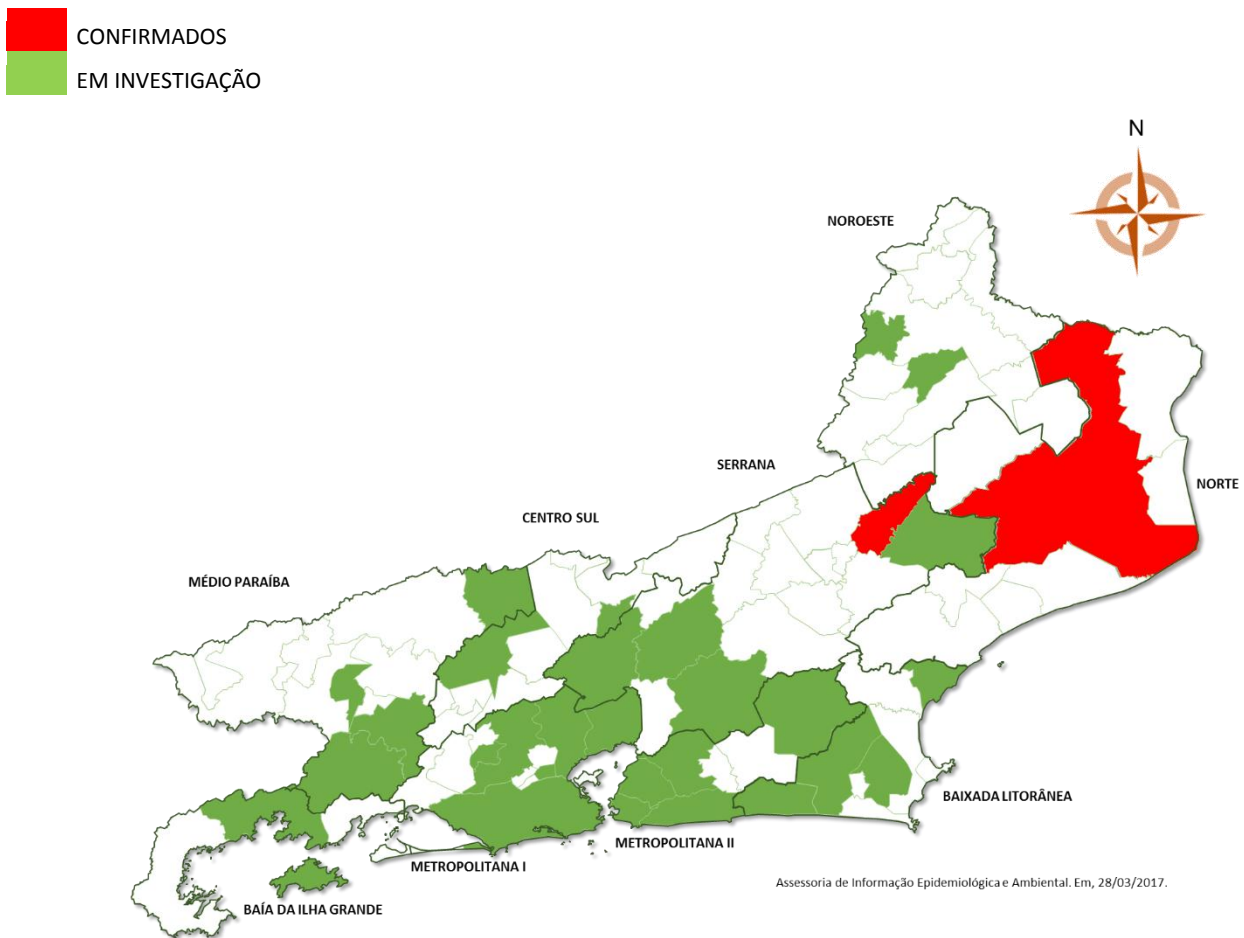 CONFIRMADOS
EM INVESTIGAÇÃO
N
NOROESTE
SERRANA
NORTE
CENTRO SUL
MÉDIO PARAÍBA
BAIXADA LITORÂNEA
METROPOLITANA II
METROPOLITANA I
Assessoria de Informação Epidemiológica e Ambiental. Em, 28/03/2017.
BAÍA DA ILHA GRANDE